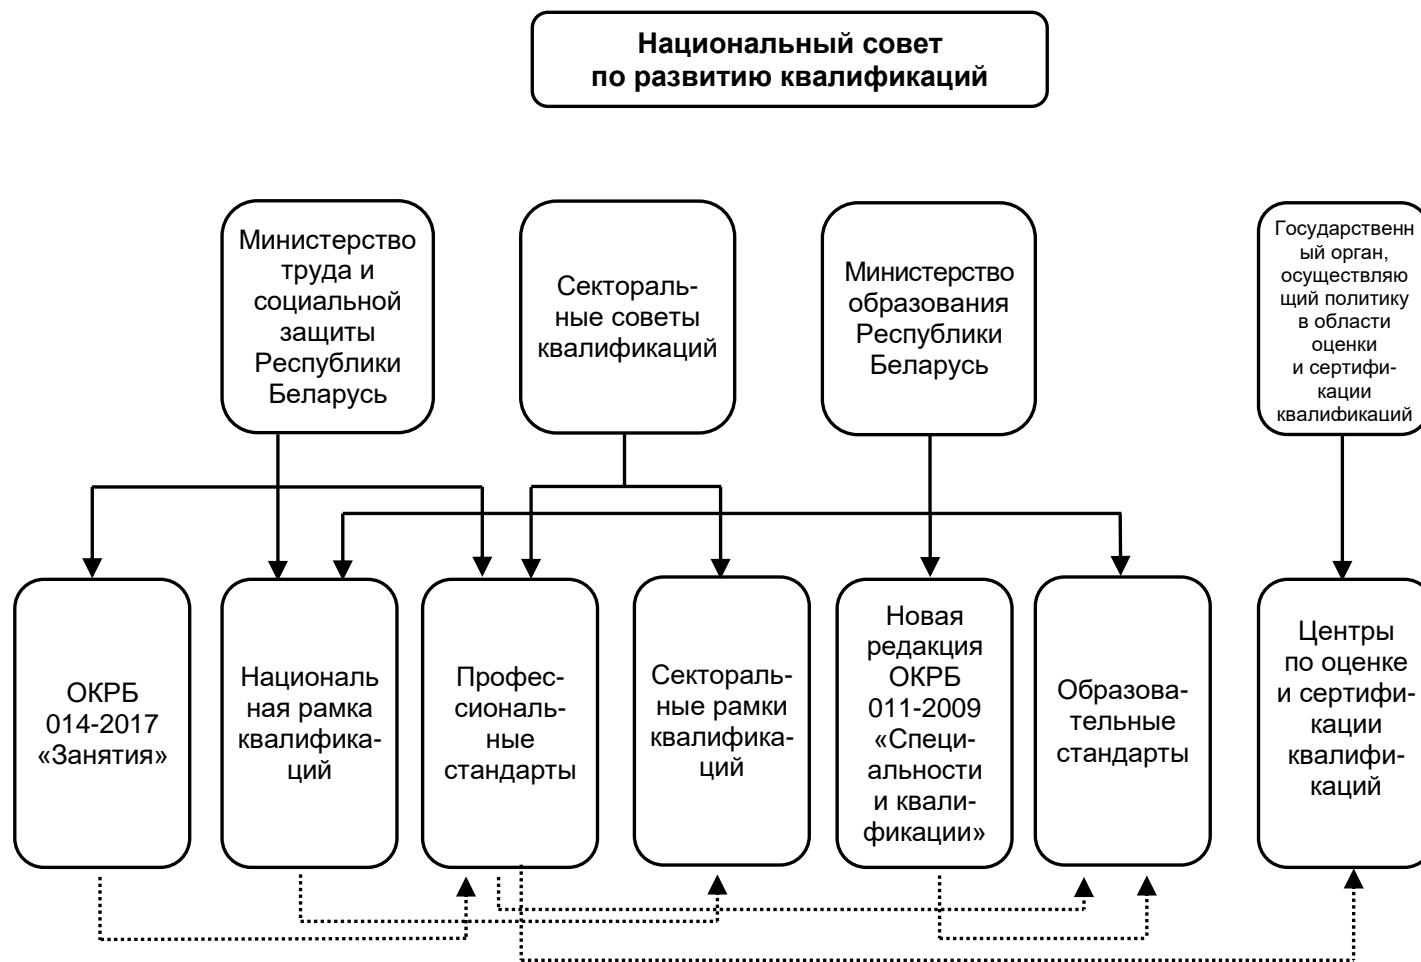 Национальный совет
по развитию квалификаций
Министерство
труда и
социальной
защиты
Республики
Беларусь
Сектораль-
ные советы
квалификаций
Министерство
образования
Республики
Беларусь
Государственн
ый орган,
осуществляю
щий политику
в области
оценки
и сертифи-
кации
квалификаций
ОКРБ
014-2017
«Занятия»
Националь
ная рамка
квалифика-
ций
Профес-
сиональ-
ные
стандарты
Сектораль-
ные рамки
квалифика-
ций
Новая
редакция
ОКРБ
011-2009
«Специ-
альности
и квали-
фикации»
Образова-
тельные
стандарты
Центры
по оценке
и сертифи-
кации
квалифи-
каций